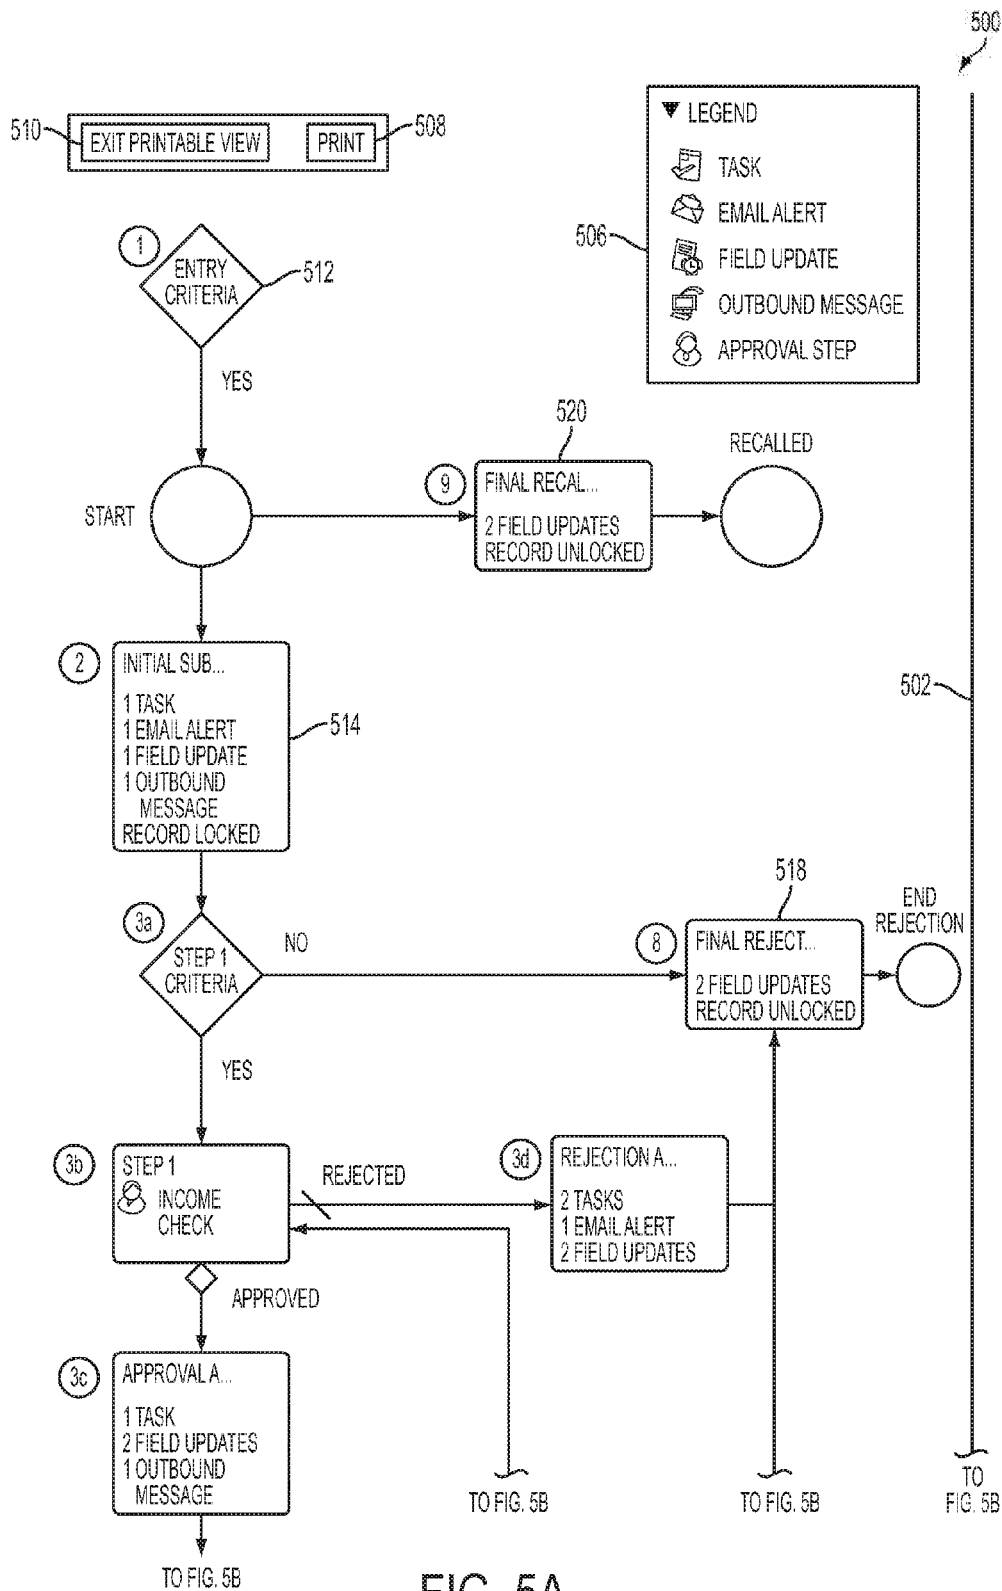 500
510
EXIT PRINTABLE VIEW
PRINT
508
LEGEND
TASK
EMAIL ALERT
FIELD UPDATE
OUTBOUND MESSAGE
APPROVAL STEP
506
1
ENTRY
CRITERIA
512
YES
START
520
9
FINAL RECAL...
2 FIELD UPDATES
RECORD UNLOCKED
RECALLED
2
INITIAL SUB...
1 TASK
1 EMAIL ALERT
1 FIELD UPDATE
1 OUTBOUND
MESSAGE
RECORD LOCKED
514
502
3a
STEP 1
CRITERIA
NO
518
8
FINAL REJECT...
2 FIELD UPDATES
RECORD UNLOCKED
END
REJECTION
YES
3b
STEP 1
INCOME
CHECK
REJECTED
3d
REJECTION A...
2 TASKS
1 EMAIL ALERT
2 FIELD UPDATES
APPROVED
3c
APPROVAL A...
1 TASK
2 FIELD UPDATES
1 OUTBOUND
MESSAGE
TO FIG. 5B
TO FIG. 5B
TO FIG. 5B
TO
FIG. 5B
FIG. 5A